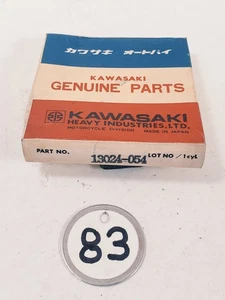 カワサキ オートバイ
KAWASAKI
GENUINE PARTS
KAWASAKI
HEAVY INDUSTRIES, LTD.
MOTORCYCLE DIVISION MADE IN JAPAN
PART NO. 13024-054 LOT NO / 1cyl
83